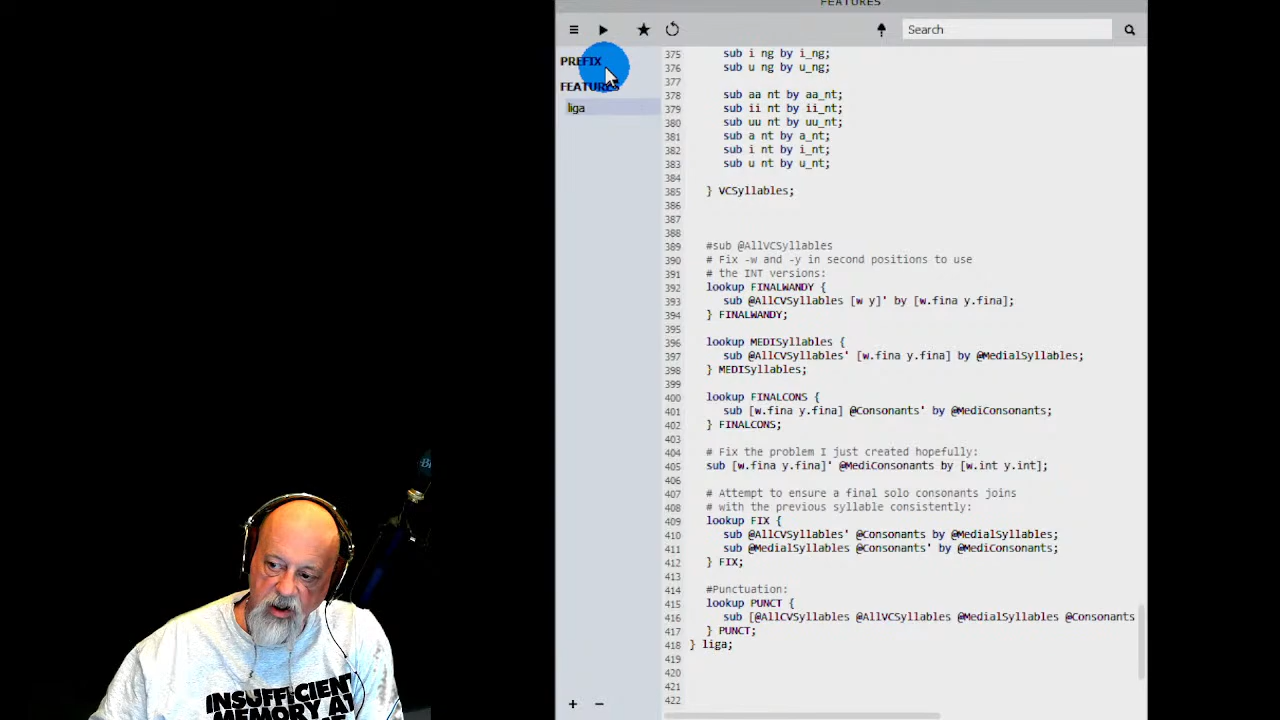 FEATURES
Search
PREFIX
FEATURES
liga
375 sub i ng by i_ng;
376 sub u ng by u_ng;
377
378 sub aa nt by aa_nt;
379 sub ii nt by ii_nt;
380 sub uu nt by uu_nt;
381 sub a nt by a_nt;
382 sub i nt by i_nt;
383 sub u nt by u_nt;
384
385 } VCSyllables;
386
387
388
389 #sub @AllVCSyllables
390 # Fix -w and -y in second positions to use
391 # the INT versions:
392 lookup FINALWANDY {
393 sub @AllCVSyllables [w y]' by [w.fina y.fina];
394 } FINALWANDY;
395
396 lookup MEDISyllables {
397 sub @AllCVSyllables' [w.fina y.fina] by @MedialSyllables;
398 } MEDISyllables;
399
400 lookup FINALCONS {
401 sub [w.fina y.fina] @Consonants' by @MediConsonants;
402 } FINALCONS;
403
404 # Fix the problem I just created hopefully:
405 sub [w.fina y.fina]' @MediConsonants by [w.int y.int];
406
407 # Attempt to ensure a final solo consonants joins
408 # with the previous syllable consistently:
409 lookup FIX {
410 sub @AllCVSyllables' @Consonants by @MedialSyllables;
411 sub @MedialSyllables @Consonants' by @MediConsonants;
412 } FIX;
413
414 #Punctuation:
415 lookup PUNCT {
416 sub [@AllCVSyllables @AllVCSyllables @MedialSyllables @Consonants
417 } PUNCT;
418 } liga;
419
420
421
422
+ −
INSUFFICIENT
MEMORY AT